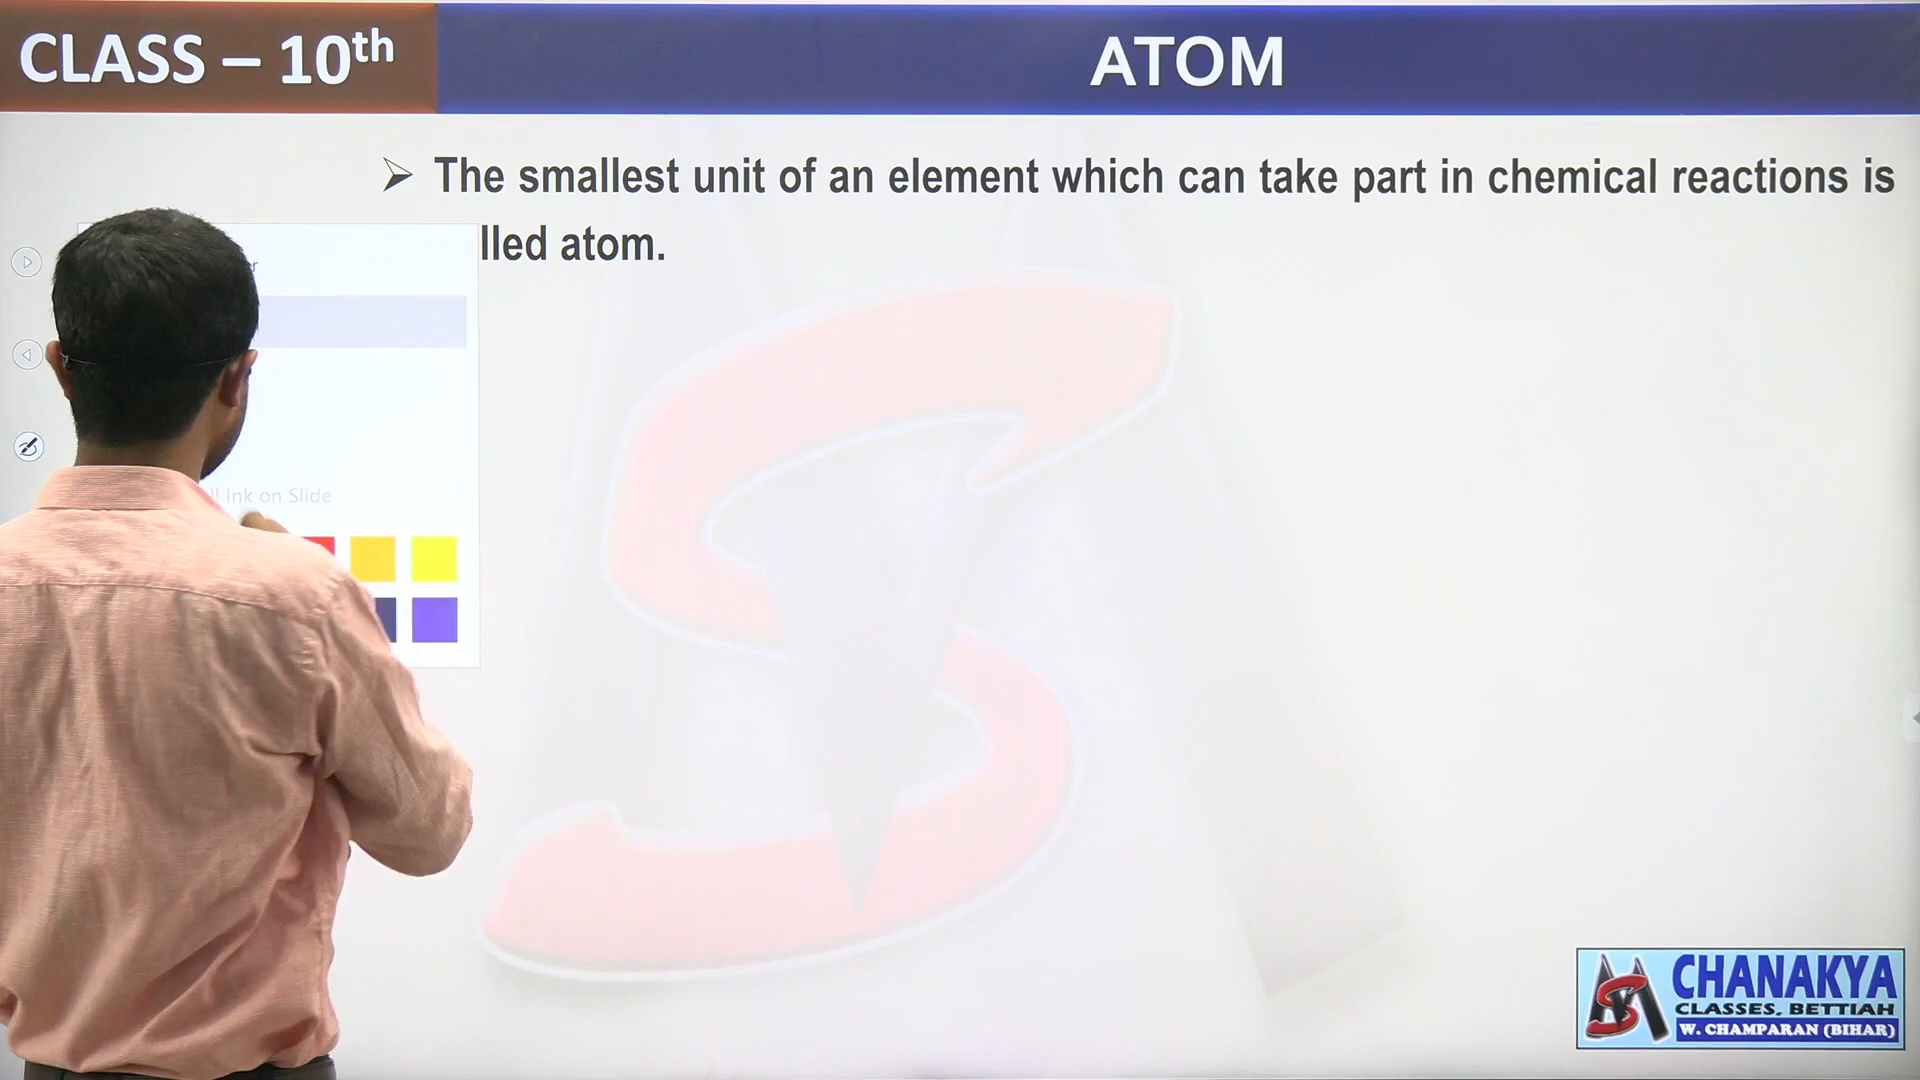 CLASS – 10th
ATOM
➢ The smallest unit of an element which can take part in chemical reactions is
lled atom.
Ink on Slide
CHANAKYA
CLASSES, BETTIAH
W. CHAMPARAN (BIHAR)